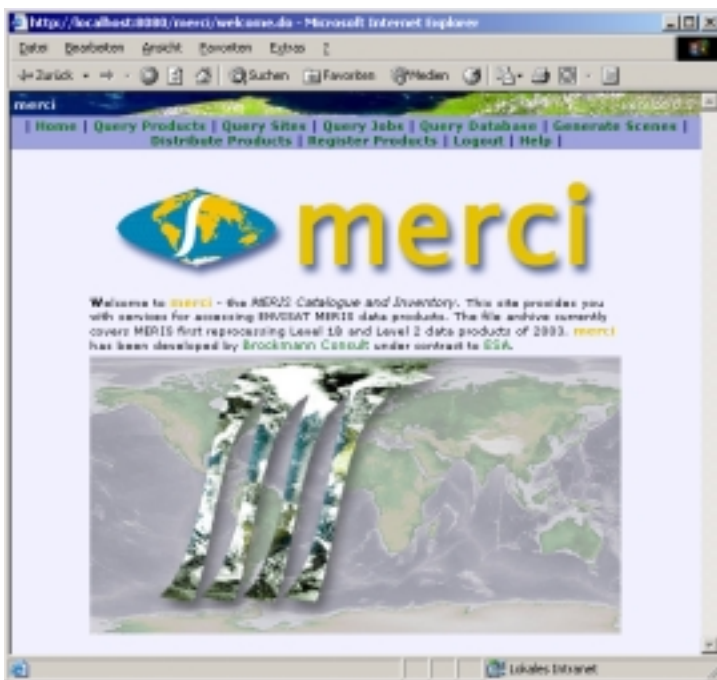 http://localhost:8080/merci/welcome.do - Microsoft Internet Explorer
Datei Bearbeiten Ansicht Favoriten Extras ?
Zurück Suchen Favoriten Medien
merci
| Home | Query Products | Query Sites | Query Jobs | Query Database | Generate Scenes |
Distribute Products | Register Products | Logout | Help |
merci
Welcome to merci - the MERIS Catalogue and Inventory. This site provides you
with services for accessing ENVISAT MERIS data products. The file archive currently
covers MERIS first reprocessing Level 1B and Level 2 data products of 2003. merci
has been developed by Brockmann Consult under contract to ESA.
Lokales Intranet